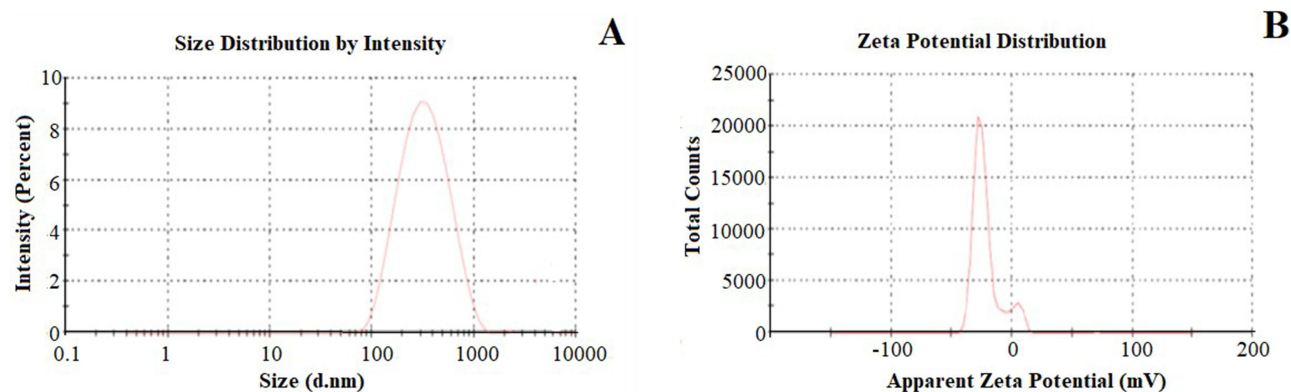 A
Size Distribution by Intensity
Intensity (Percent)
10
8
6
4
2
0
0.1 1 10 100 1000 10000
Size (d.nm)
B
Zeta Potential Distribution
Total Counts
25000
20000
15000
10000
5000
0
-100 0 100 200
Apparent Zeta Potential (mV)